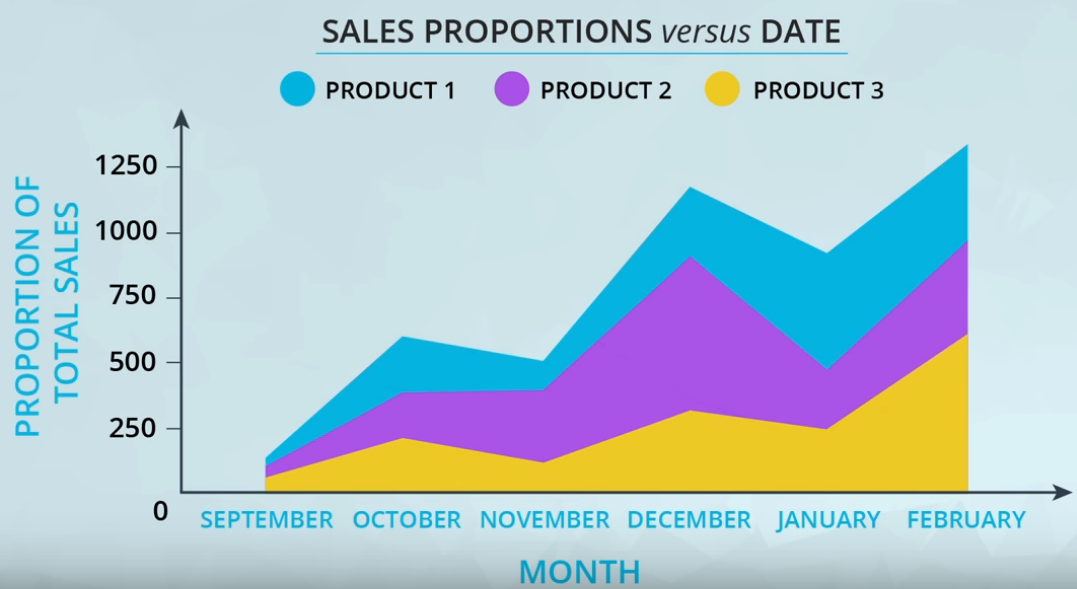 SALES PROPORTIONS versus DATE
PRODUCT 1 PRODUCT 2 PRODUCT 3
PROPORTION OF
TOTAL SALES
1250
1000
750
500
250
0
SEPTEMBER OCTOBER NOVEMBER DECEMBER JANUARY FEBRUARY
MONTH